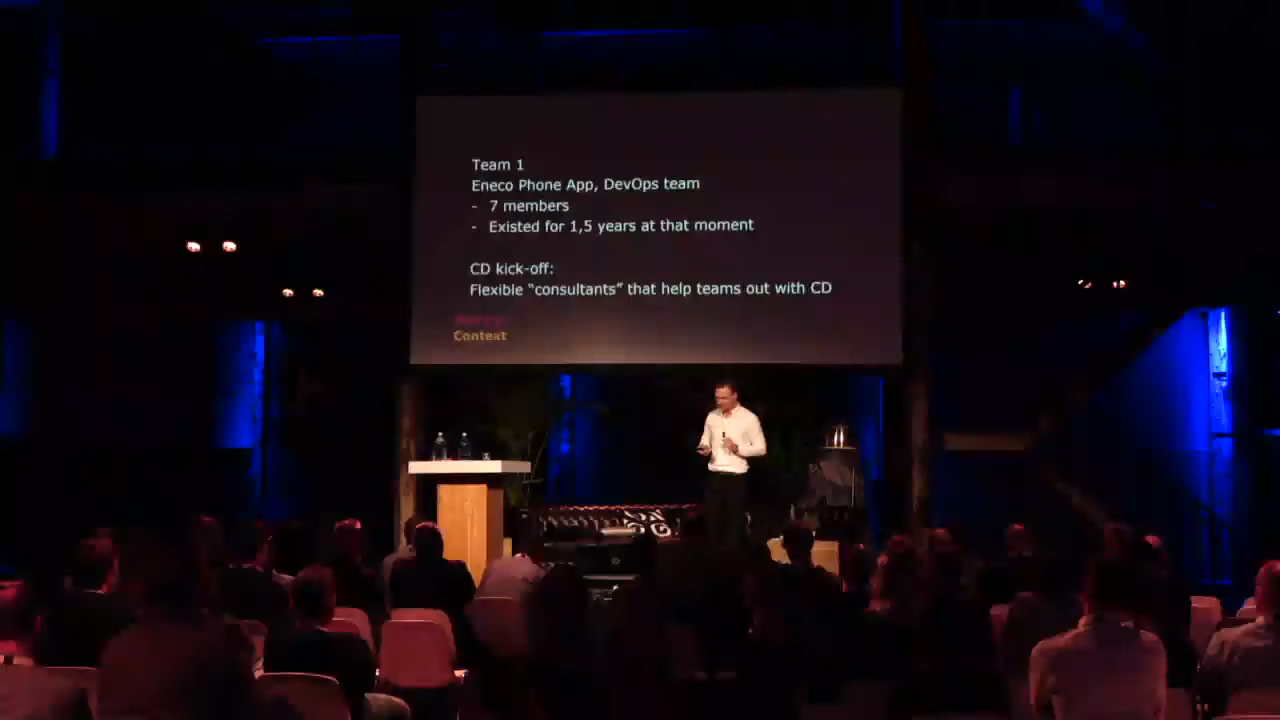 Team 1
Eneco Phone App, DevOps team
- 7 members
- Existed for 1,5 years at that moment
CD kick-off:
Flexible “consultants” that help teams out with CD
Context